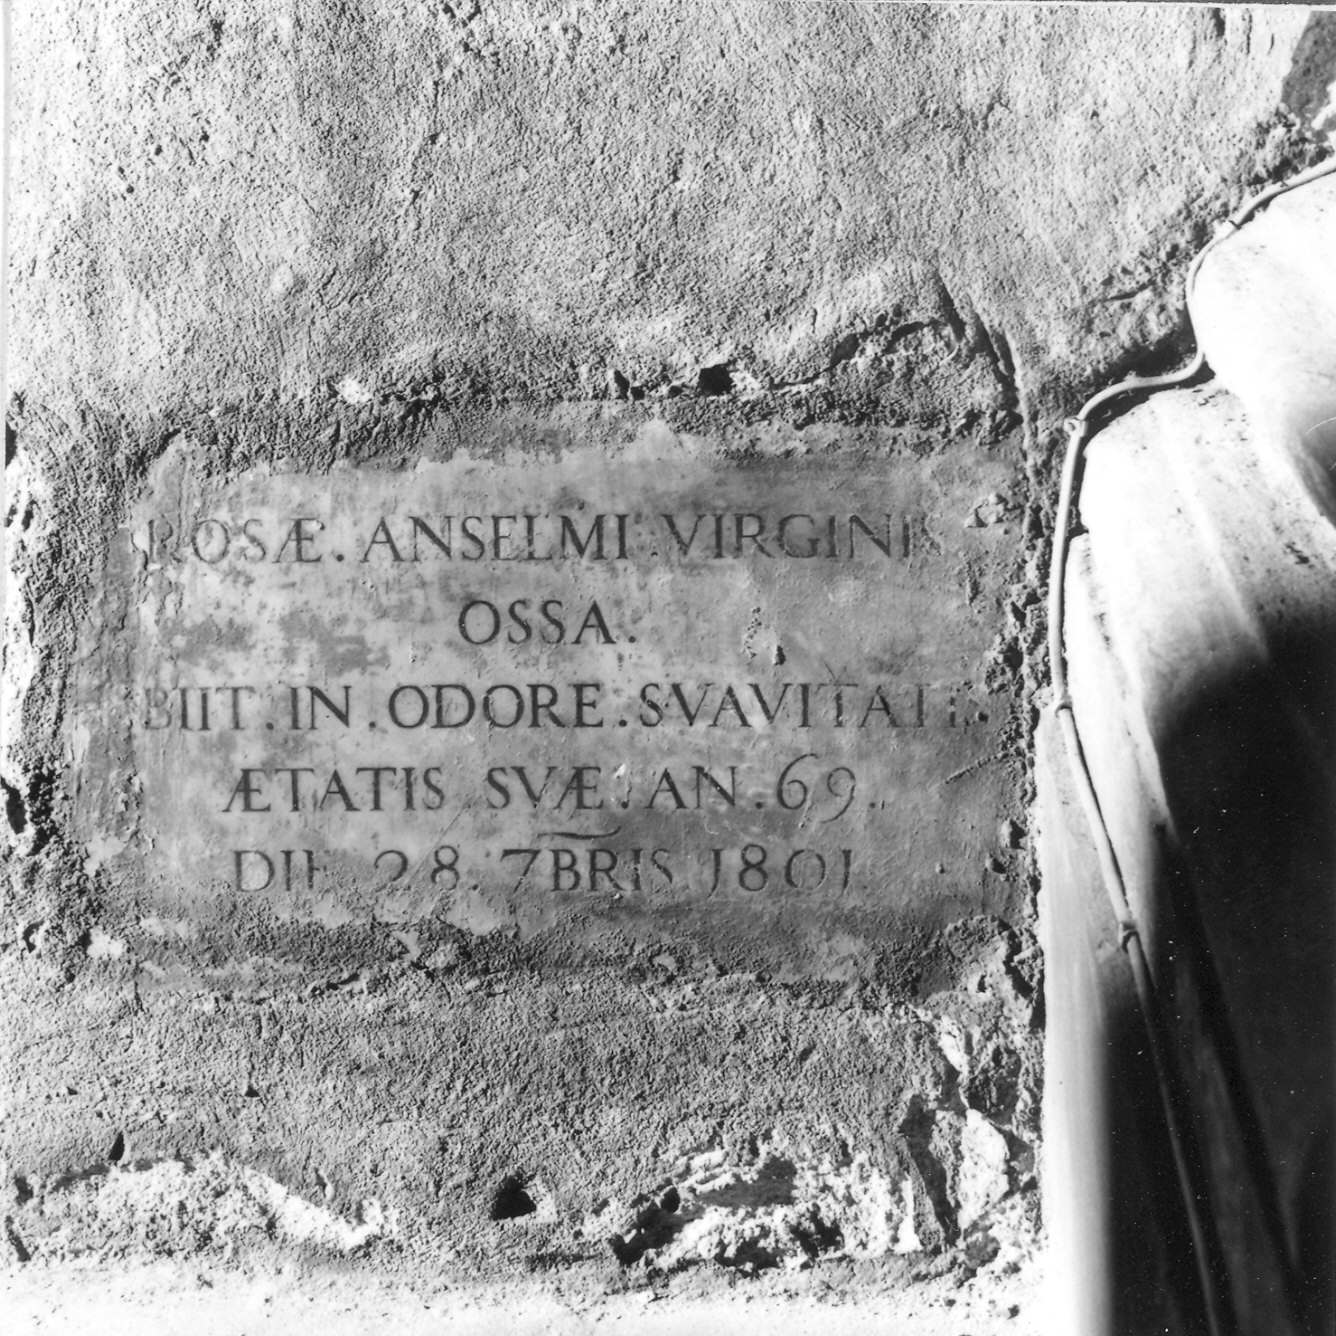 ROSÆ . ANSELMI . VIRGINIS
OSSA .
BIIT . IN . ODORE . SVAVITATIS
ÆTATIS SVÆ . AN . 69 .
DIE 28 . 7BRIS 1801 .